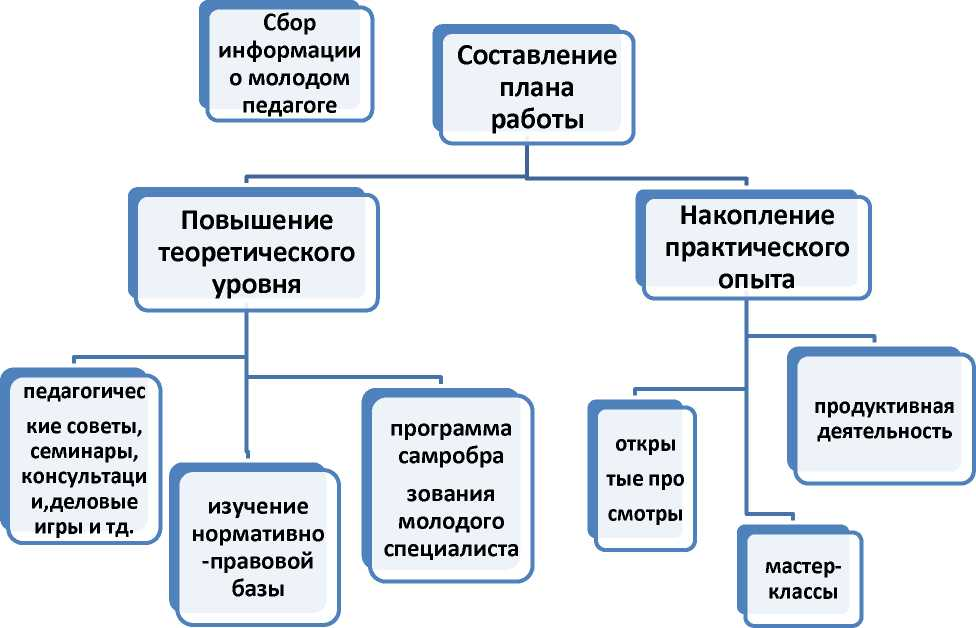 Сбор
информации
о молодом
педагоге
Составление
плана
работы
Повышение
теоретического
уровня
Накопление
практического
опыта
педагогичес
кие советы,
семинары,
консультаци
и,деловые
игры и тд.
изучение
нормативно
-правовой
базы
программа
самробра
зования
молодого
специалиста
откры
тые про
смотры
мастер-
классы
продуктивная
деятельность